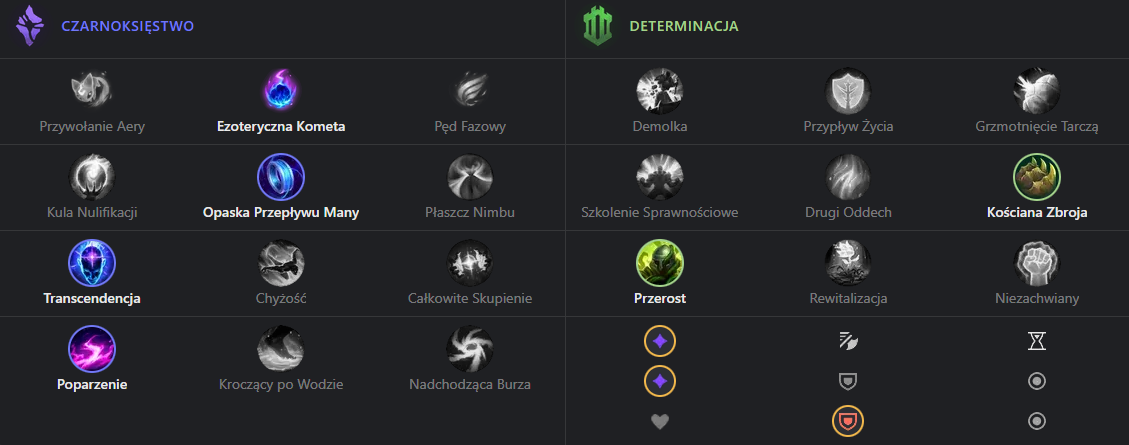 CZARNOKSIĘSTWO
Przywołanie Aery
Ezoteryczna Kometa
Pęd Fazowy
Kula Nulifikacji
Opaska Przepływu Many
Płaszcz Nimbu
Transcendencja
Chyżość
Całkowite Skupienie
Poparzenie
Kroczący po Wodzie
Nadchodząca Burza
DETERMINACJA
Demolka
Przypływ Życia
Grzmotnięcie Tarczą
Szkolenie Sprawnościowe
Drugi Oddech
Kościana Zbroja
Przerost
Rewitalizacja
Niezachwiany